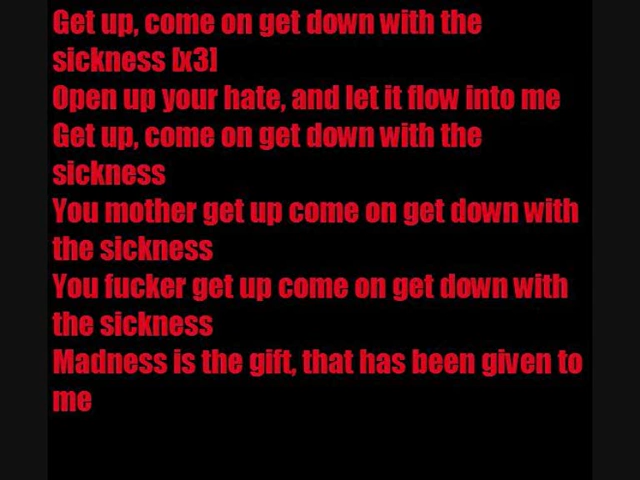 Get up, come on get down with the
sickness [x3]
Open up your hate, and let it flow into me
Get up, come on get down with the
sickness
You mother get up come on get down with
the sickness
You fucker get up come on get down with
the sickness
Madness is the gift, that has been given to
me